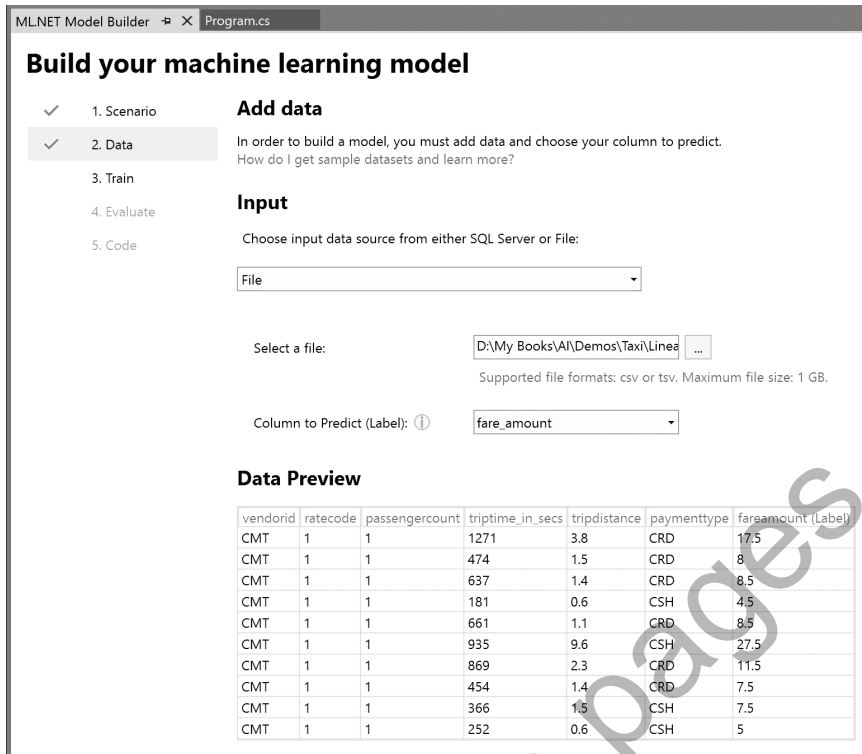 ML.NET Model Builder Program.cs
Build your machine learning model
1. Scenario
2. Data
3. Train
4. Evaluate
5. Code
Add data
In order to build a model, you must add data and choose your column to predict.
How do I get sample datasets and learn more?
Input
Choose input data source from either SQL Server or File:
File
Select a file: D:\My Books\AI\Demos\Taxi\Linea ...
Supported file formats: csv or tsv. Maximum file size: 1 GB.
Column to Predict (Label): fare_amount
Data Preview
vendorid ratecode passengercount triptime_in_secs tripdistance paymenttype fareamount (Label)
CMT 1 1 1271 3.8 CRD 17.5
CMT 1 1 474 1.5 CRD 8
CMT 1 1 637 1.4 CRD 8.5
CMT 1 1 181 0.6 CSH 4.5
CMT 1 1 661 1.1 CRD 8.5
CMT 1 1 935 9.6 CSH 27.5
CMT 1 1 869 2.3 CRD 11.5
CMT 1 1 454 1.4 CRD 7.5
CMT 1 1 366 1.5 CSH 7.5
CMT 1 1 252 0.6 CSH 5
pages